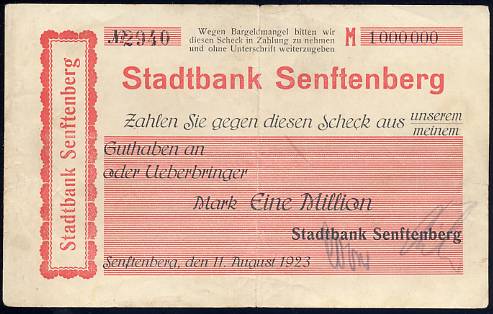 № 2940
Wegen Bargeldmangel bitten wir
diesen Scheck in Zahlung zu nehmen
und ohne Unterschrift weiterzugeben
M 1000000
Stadtbank Senftenberg
Stadtbank Senftenberg
Zahlen Sie gegen diesen Scheck aus unserem
meinem
Guthaben an
oder Ueberbringer
Mark Eine Million
Stadtbank Senftenberg
Senftenberg, den 11. August 1923